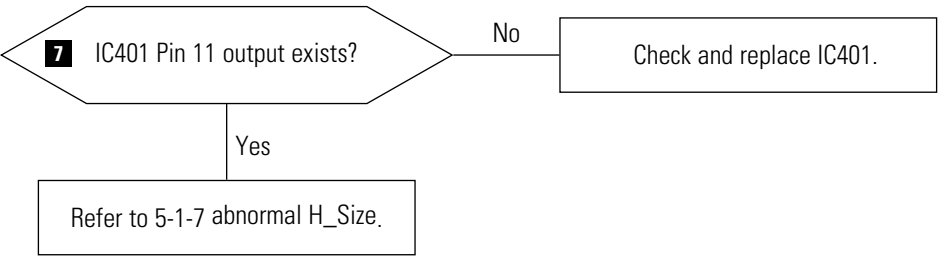 7 IC401 Pin 11 output exists?
No
Check and replace IC401.
Yes
Refer to 5-1-7 abnormal H_Size.